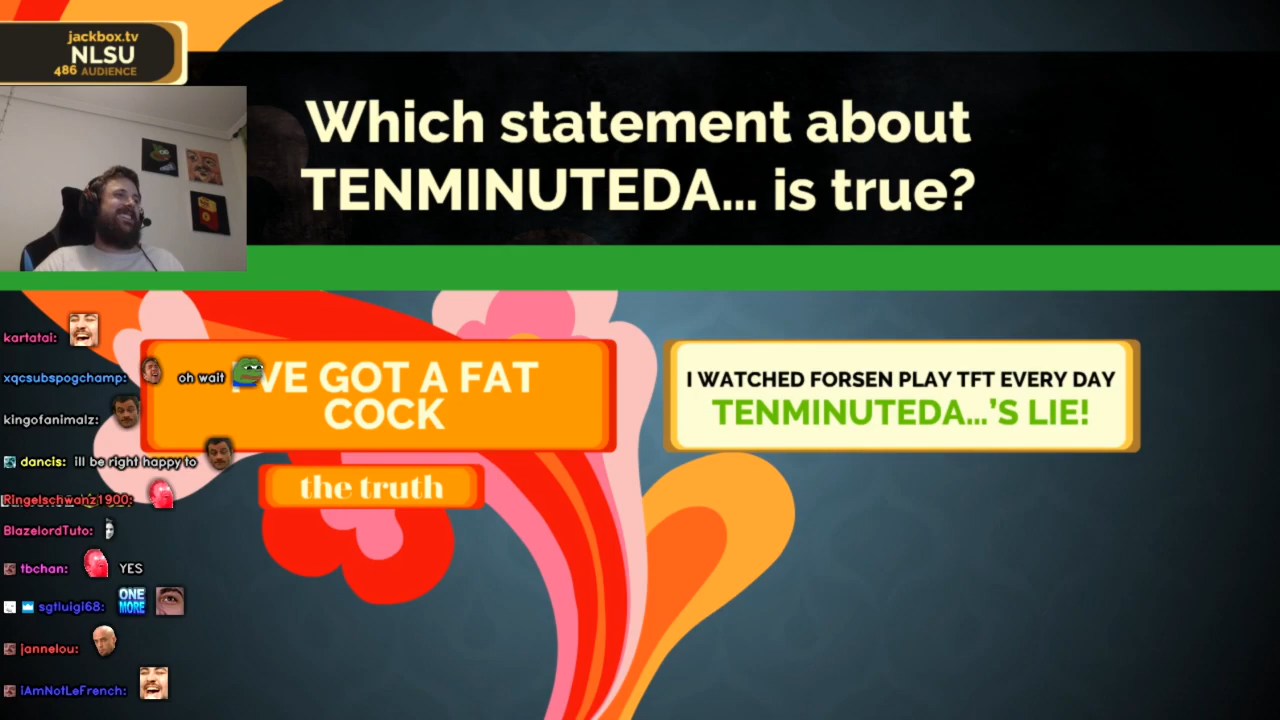 jackbox.tv
NLSU
486 AUDIENCE
Which statement about
TENMINUTEDA... is true?
I'VE GOT A FAT
COCK
the truth
I WATCHED FORSEN PLAY TFT EVERY DAY
TENMINUTEDA...'S LIE!
kartatai:
xqcsubspogchamp: oh wait
kingofanimalz:
dancis: ill be right happy to
Ringelschwanz1900:
BlazelordTuto:
tbchan: YES
sgtluigi68: ONE MORE
jannelou:
iAmNotLeFrench: